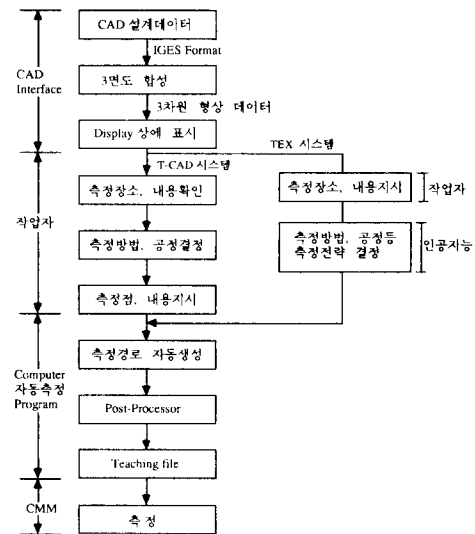 CAD 설계데이터
IGES Format
3면도 합성
CAD
Interface
3차원 형상 데이터
Display 상에 표시
TEX 시스템
T-CAD 시스템
측정장소, 내용확인
측정장소, 내용지시
작업자
작업자
측정방법, 공정결정
측정방법, 공정등
측정전략 결정
인공지능
측정점, 내용지시
측정경로 자동생성
Computer
자동측정
Program
Post-Processor
Teaching file
CMM
측 정